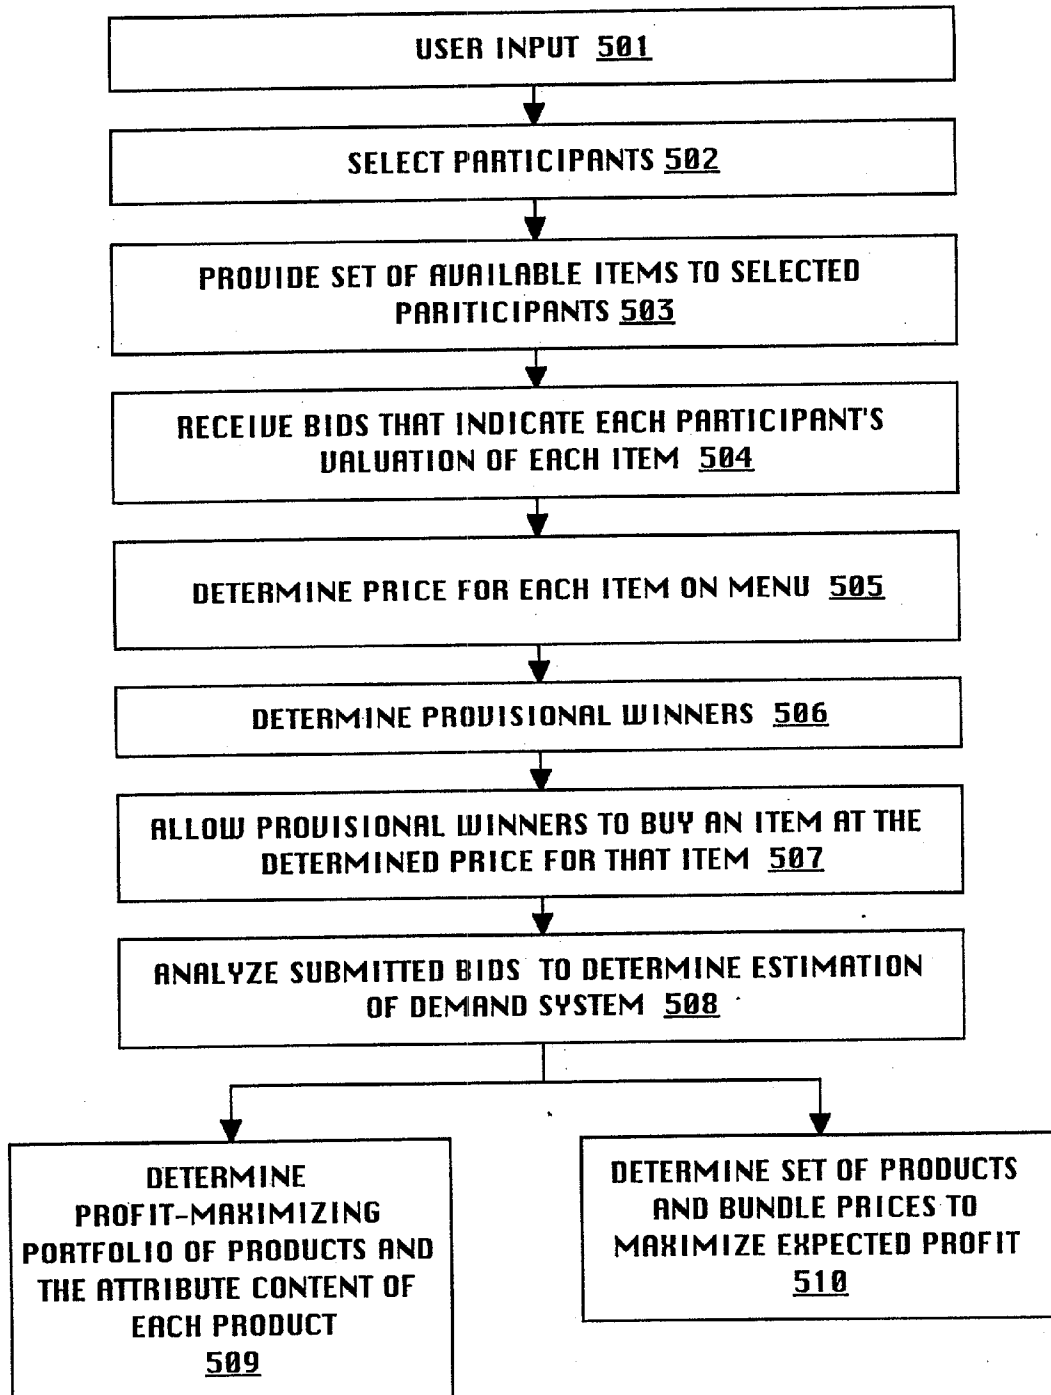 USER INPUT 501
SELECT PARTICIPANTS 502
PROVIDE SET OF AVAILABLE ITEMS TO SELECTED
PARITICIPANTS 503
RECEIVE BIDS THAT INDICATE EACH PARTICIPANT'S
VALUATION OF EACH ITEM 504
DETERMINE PRICE FOR EACH ITEM ON MENU 505
DETERMINE PROVISIONAL WINNERS 506
ALLOW PROVISIONAL WINNERS TO BUY AN ITEM AT THE
DETERMINED PRICE FOR THAT ITEM 507
ANALYZE SUBMITTED BIDS TO DETERMINE ESTIMATION
OF DEMAND SYSTEM 508
DETERMINE
PROFIT-MAXIMIZING
PORTFOLIO OF PRODUCTS AND
THE ATTRIBUTE CONTENT OF
EACH PRODUCT
509
DETERMINE SET OF PRODUCTS
AND BUNDLE PRICES TO
MAXIMIZE EXPECTED PROFIT
510